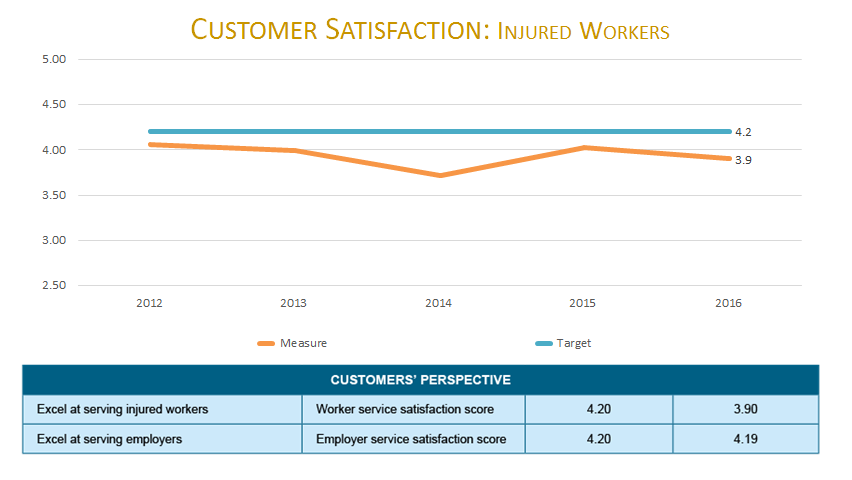 CUSTOMER SATISFACTION: INJURED WORKERS
5.00
4.50
4.00
3.50
3.00
2.50
4.2
3.9
2012 2013 2014 2015 2016
Measure Target
CUSTOMERS' PERSPECTIVE
Excel at serving injured workers Worker service satisfaction score 4.20 3.90
Excel at serving employers Employer service satisfaction score 4.20 4.19